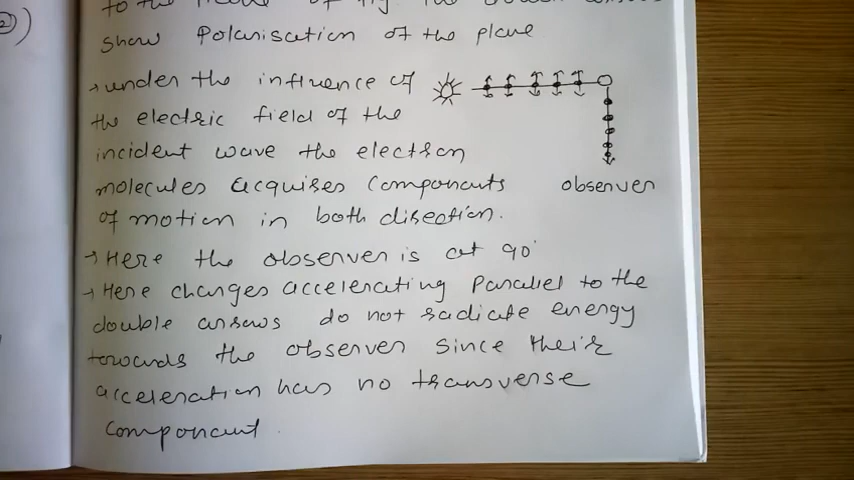 2)
show Polarisation of the plane
→ under the influence of
the electric field of the
incident wave the electron
molecules acquires components observer
of motion in both direction.
→ Here the observer is at 90°
→ Here charges accelerating parallel to the
double arrows do not radiate energy
towards the observer since their
acceleration has no transverse
component.